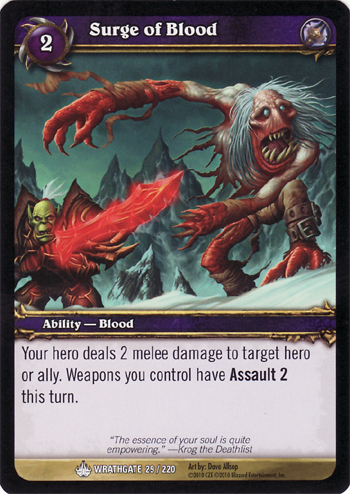 Surge of Blood
2
Ability — Blood
Your hero deals 2 melee damage to target hero
or ally. Weapons you control have Assault 2
this turn.
"The essence of your soul is quite
empowering." —Krog the Deathlist
WRATHGATE 25 / 220
Art by: Dave Allsop
©2010 CZE ©2010 Blizzard Entertainment, Inc.